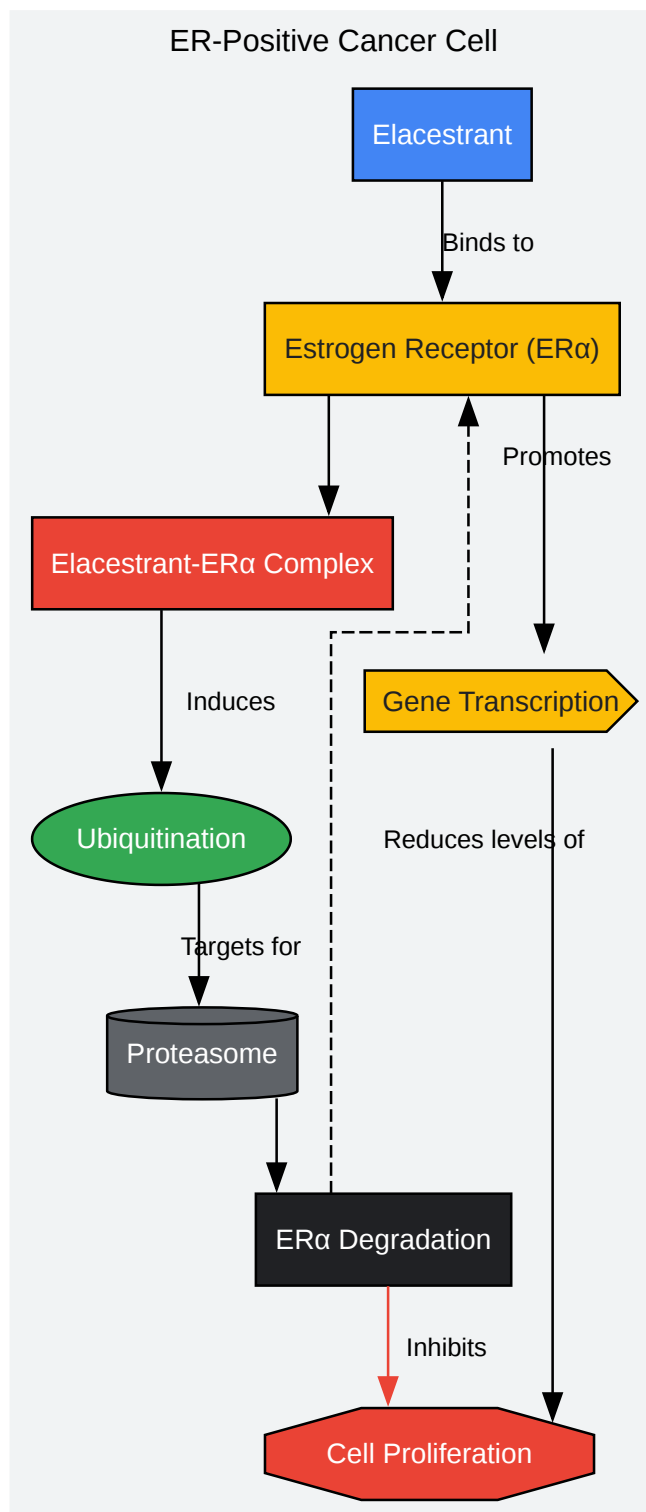 ER-Positive Cancer Cell
Elacestrant
Binds to
Estrogen Receptor (ERα)
Promotes
Elacestrant-ERα Complex
Induces
Gene Transcription
Ubiquitination
Reduces levels of
Targets for
Proteasome
ERα Degradation
Inhibits
Cell Proliferation